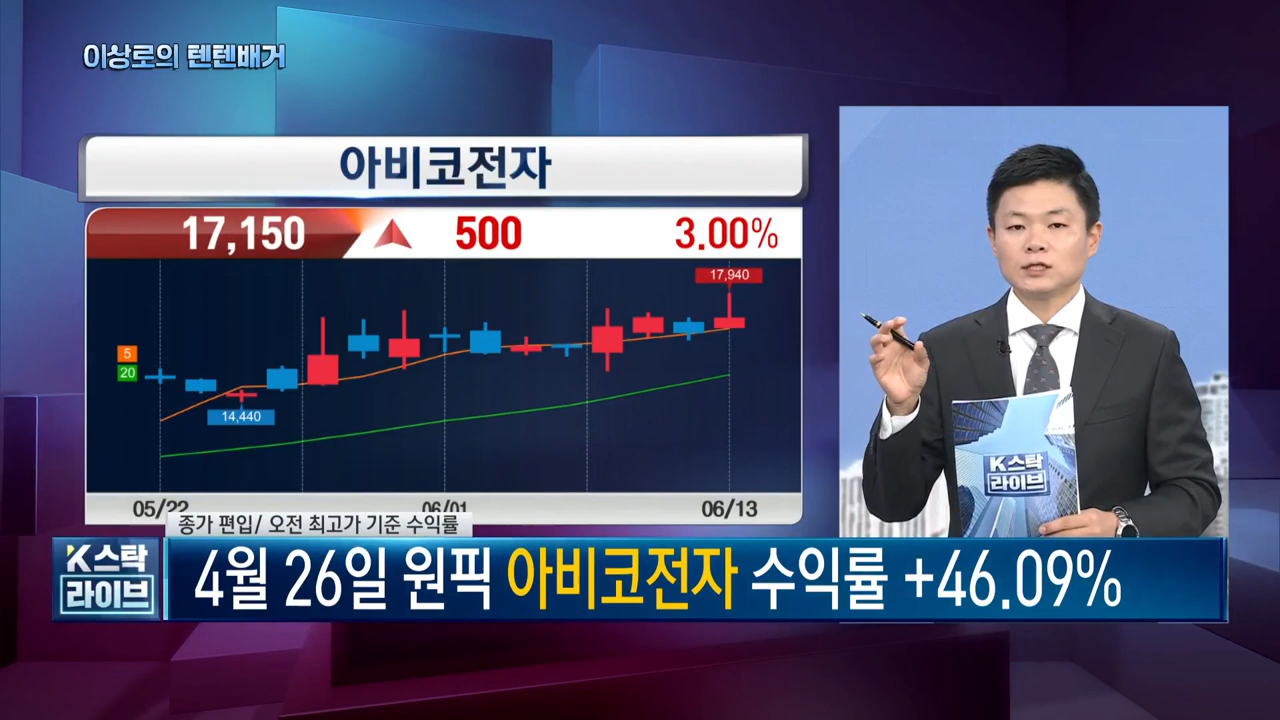 이상로의 텐텐배거
아비코전자
17,150 ▲ 500 3.00%
17,940
5
20
14,440
05/22 06/01 06/13
종가 편입/ 오전 최고가 기준 수익률
K스탁
라이브
4월 26일 원픽 아비코전자 수익률 +46.09%
K스탁
라이브